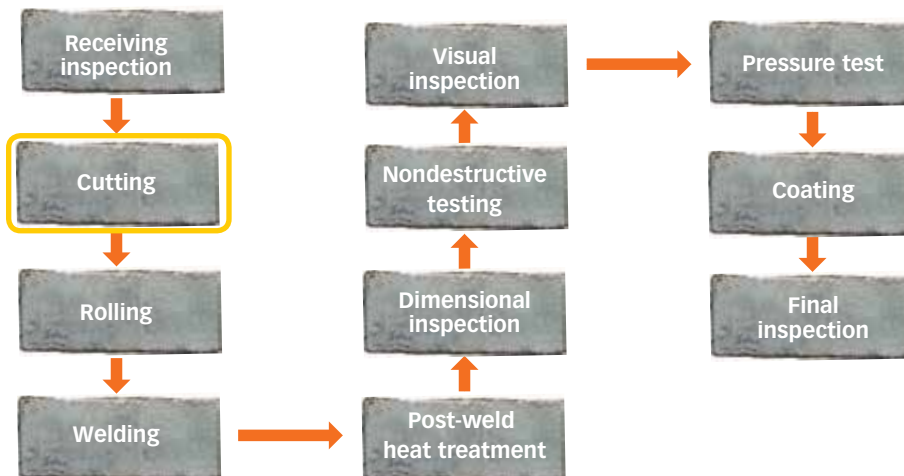 Receiving
inspection
Cutting
Rolling
Welding
Post-weld
heat treatment
Dimensional
inspection
Nondestructive
testing
Visual
inspection
Pressure test
Coating
Final
inspection